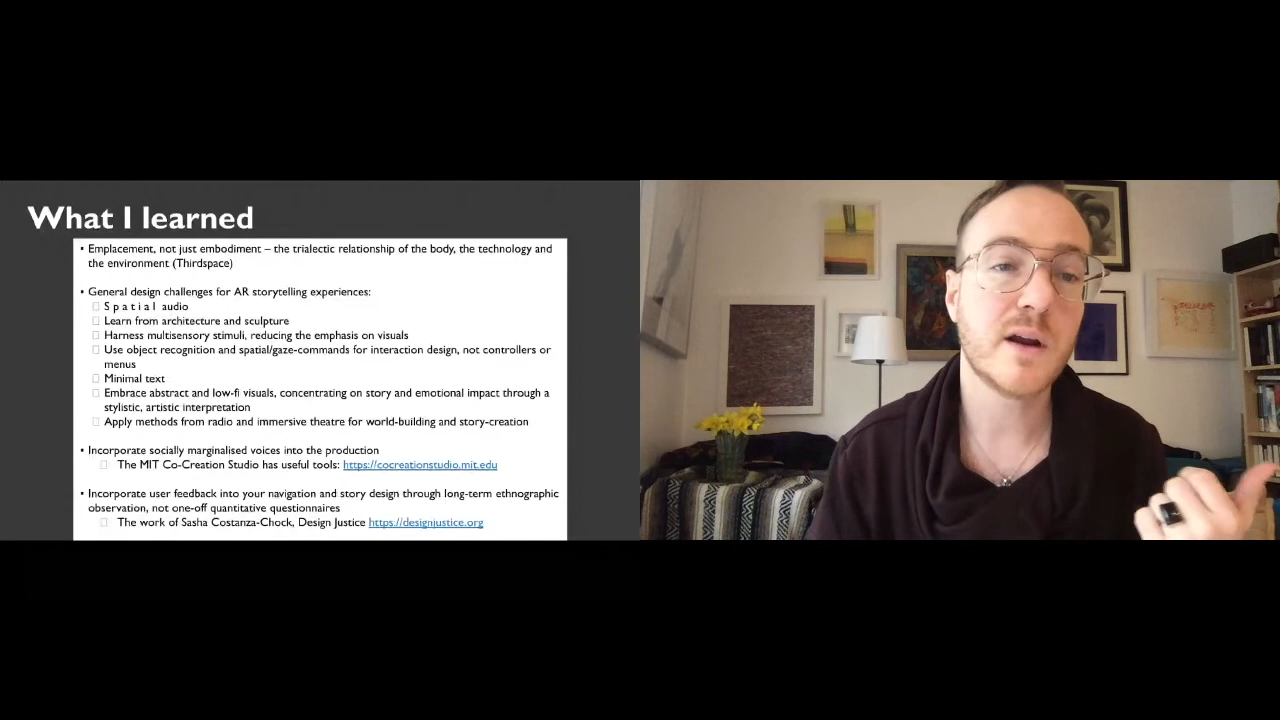 What I learned
• Emplacement, not just embodiment – the trialectic relationship of the body, the technology and
the environment (Thirdspace)
• General design challenges for AR storytelling experiences:
S p a t i a l audio
Learn from architecture and sculpture
Harness multisensory stimuli, reducing the emphasis on visuals
Use object recognition and spatial/gaze-commands for interaction design, not controllers or
menus
Minimal text
Embrace abstract and low-fi visuals, concentrating on story and emotional impact through a
stylistic, artistic interpretation
Apply methods from radio and immersive theatre for world-building and story-creation
• Incorporate socially marginalised voices into the production
The MIT Co-Creation Studio has useful tools: https://cocreationstudio.mit.edu
• Incorporate user feedback into your navigation and story design through long-term ethnographic
observation, not one-off quantitative questionnaires
The work of Sasha Costanza-Chock, Design Justice https://designjustice.org